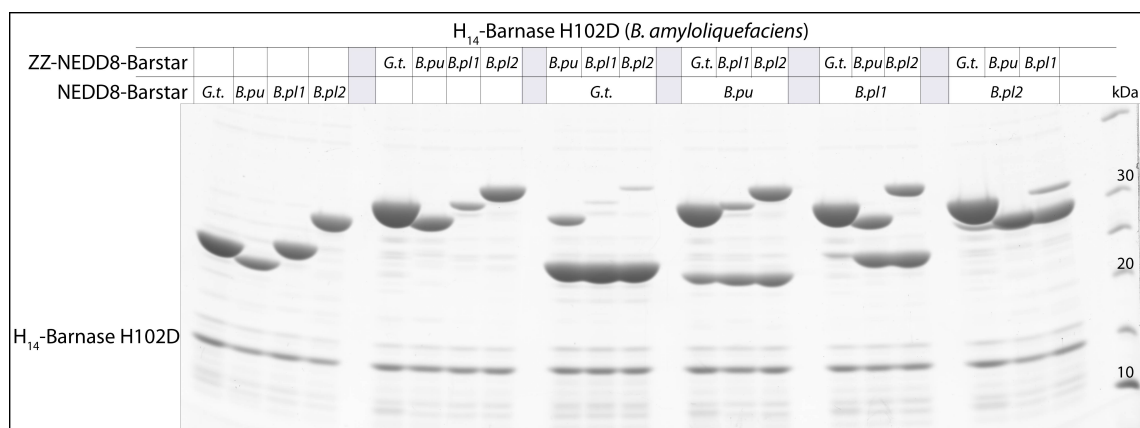 H14-Barnase H102D (B. amyloliquefaciens)
ZZ-NEDD8-Barstar G.t. B.pu B.pl1 B.pl2 B.pu B.pl1 B.pl2 G.t. B.pl1 B.pl2 G.t. B.pu B.pl2 G.t. B.pu B.pl1
NEDD8-Barstar G.t. B.pu B.pl1 B.pl2 G.t. B.pu B.pl1 B.pl2 kDa
30
20
H14-Barnase H102D
10